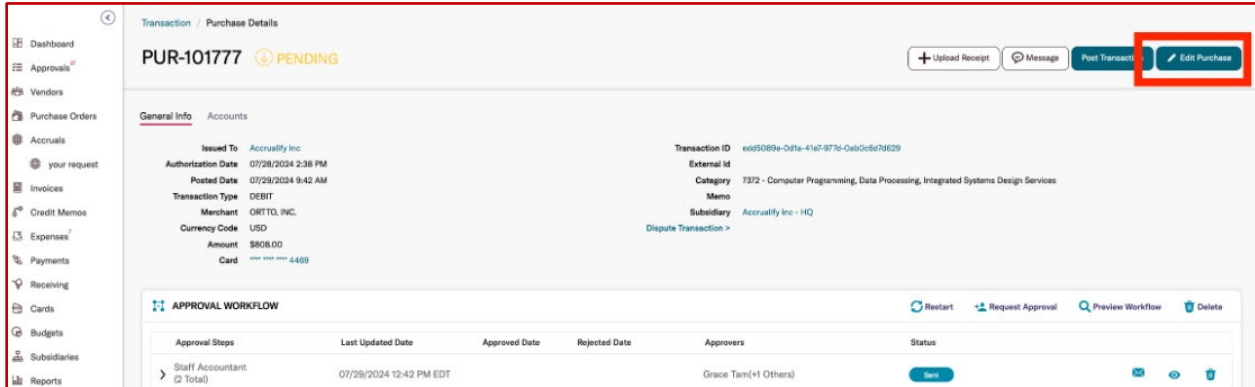 Transaction / Purchase Details
PUR-101777 PENDING
Upload Receipt Message Post Transaction Edit Purchase
Dashboard
Approvals
Vendors
Purchase Orders
Accruals
your request
Invoices
Credit Memos
Expenses
Payments
Receiving
Cards
Budgets
Subsidiaries
Reports
General Info Accounts
Issued To Accrualify Inc
Authorization Date 07/28/2024 2:38 PM
Posted Date 07/29/2024 9:42 AM
Transaction Type DEBIT
Merchant ORTTO, INC.
Currency Code USD
Amount $808.00
Card **** **** **** 4469
Transaction ID
External Id
Category 7372 - Computer Programming, Data Processing, Integrated Systems Design Services
Memo
Subsidiary Accrualify Inc - HQ
Dispute Transaction >
APPROVAL WORKFLOW
Restart Request Approval Preview Workflow Delete
Approval Steps Last Updated Date Approved Date Rejected Date Approvers Status
Staff Accountant
(2 Total) 07/29/2024 12:42 PM EDT Grace Tam(+1 Others) Sent